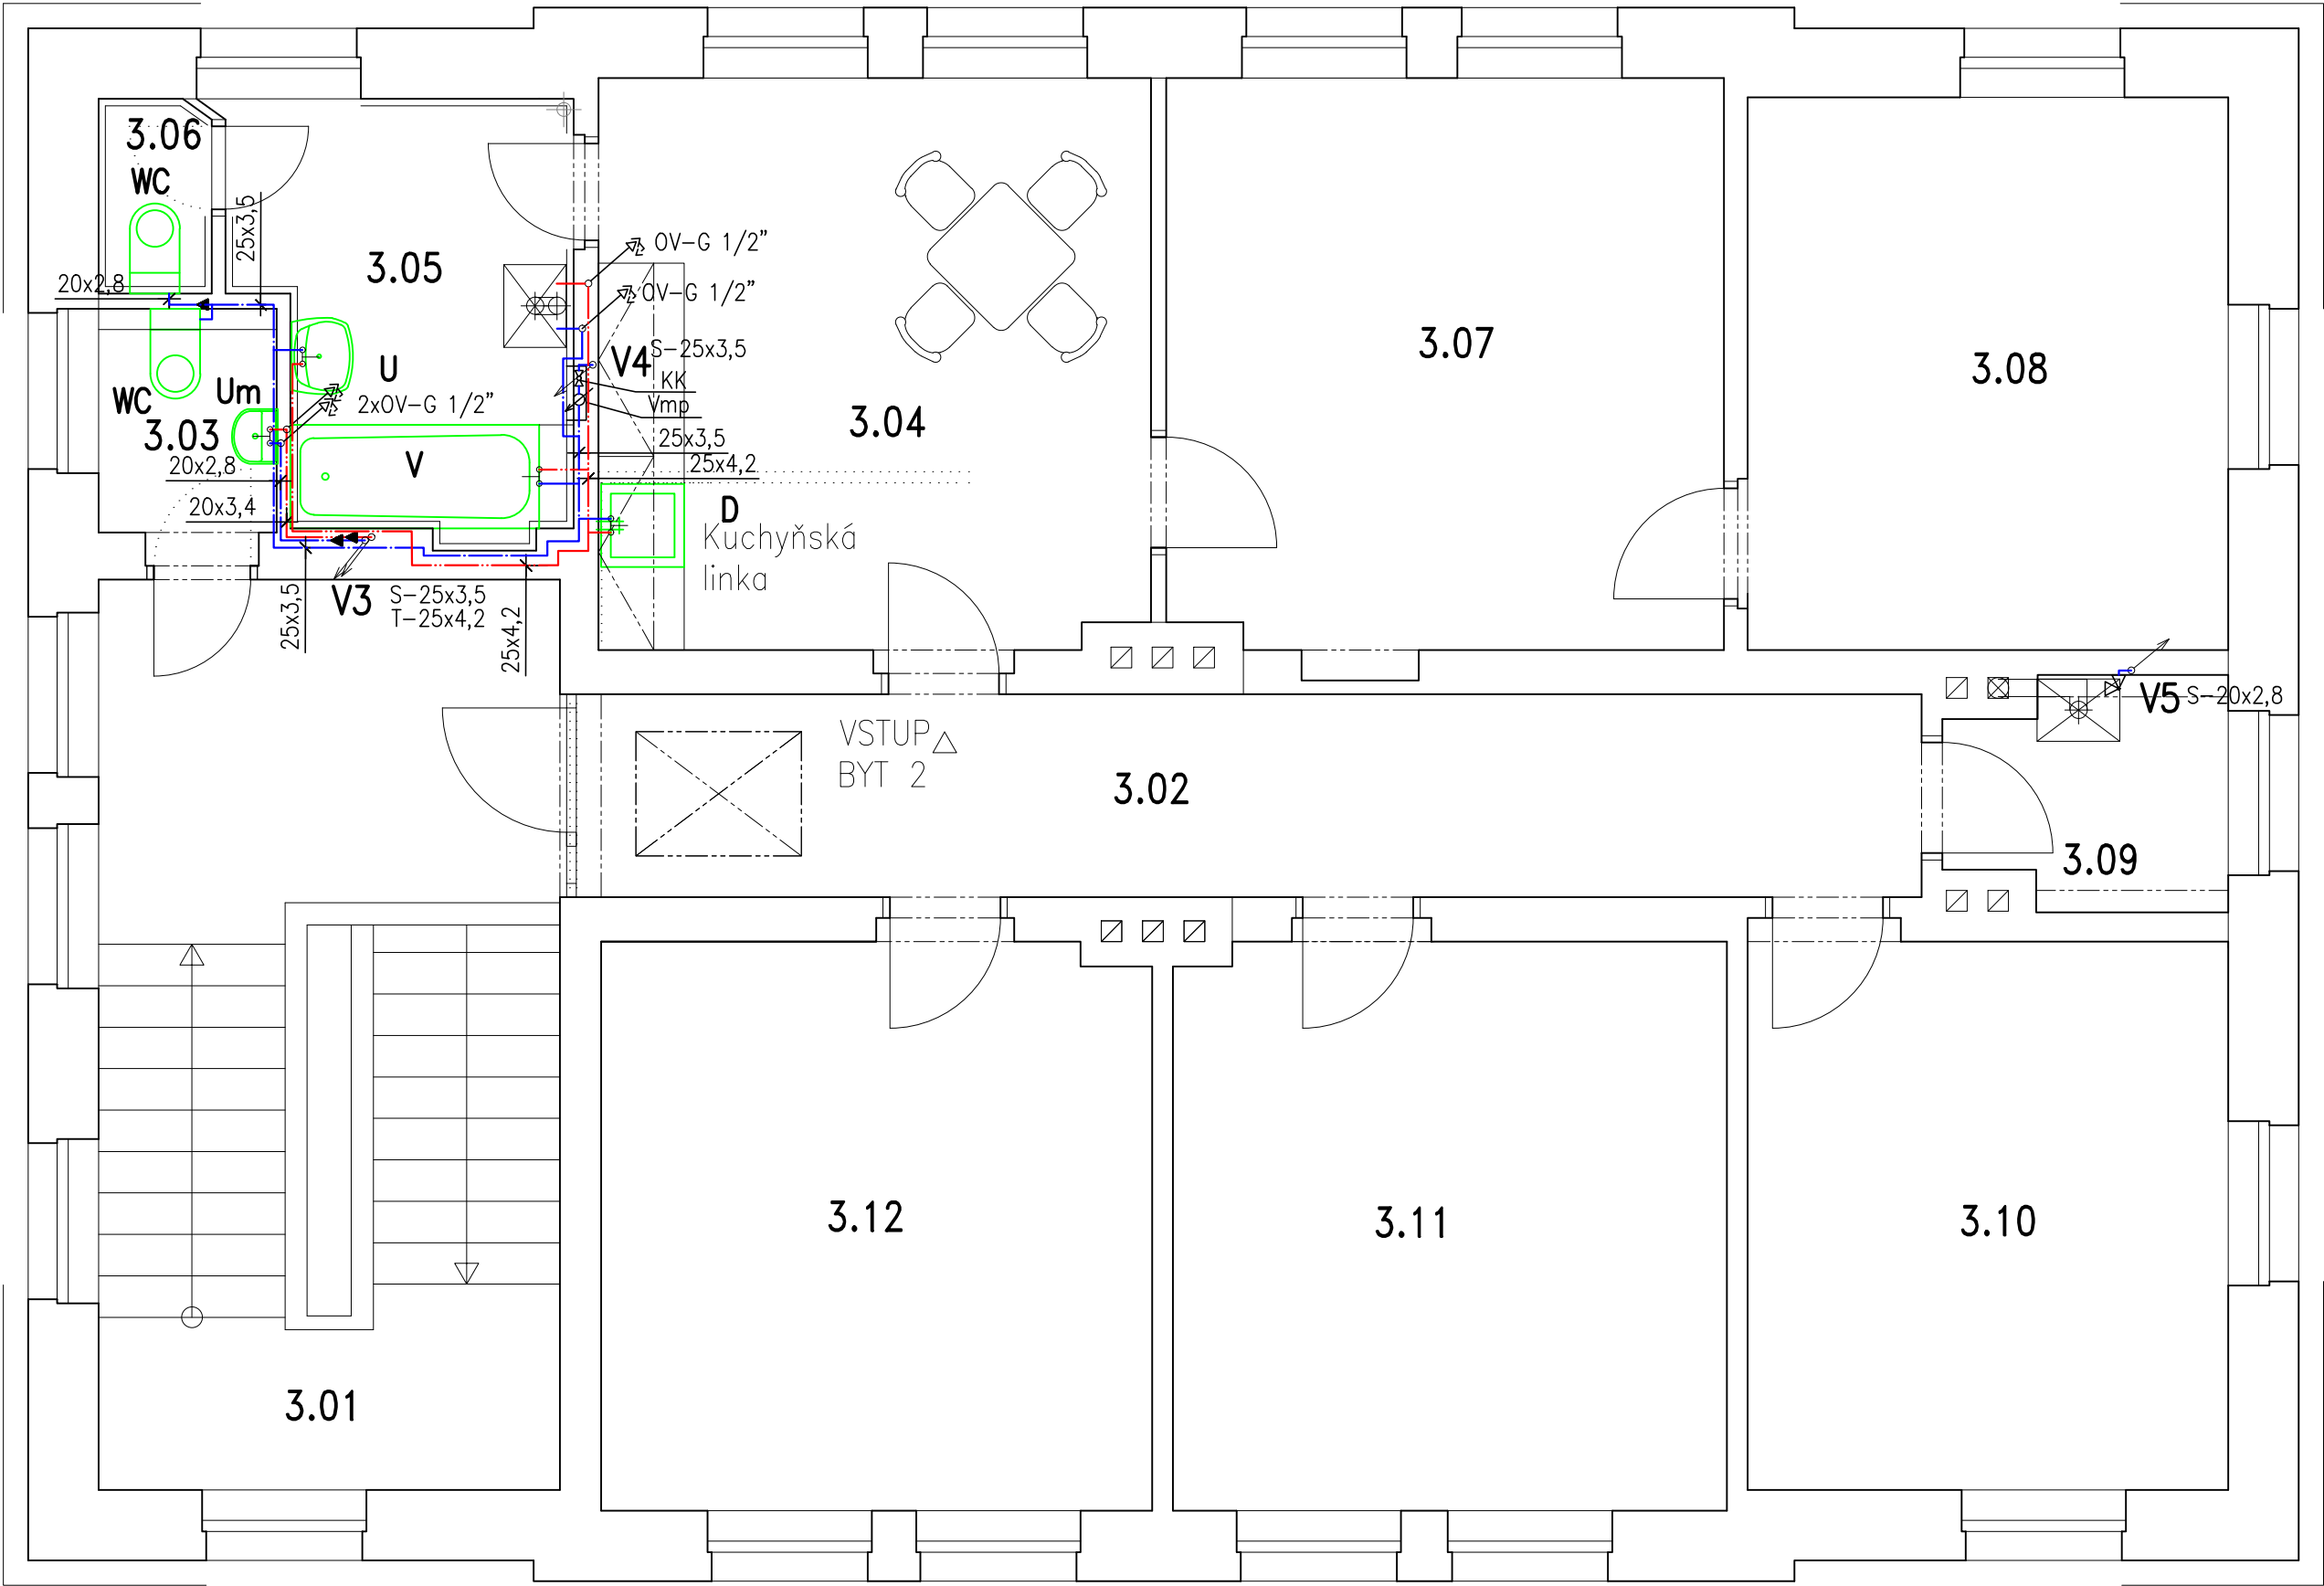 3.06
WC
25x3,5
20x2,8
3.05
OV-G 1/2"
OV-G 1/2"
V4
S-25x3,5
KK
Vmp
25x3,5
25x4,2
U
Um
2xOV-G 1/2"
WC
3.03
20x2,8
V
20x3,4
D
Kuchyňská
linka
3.04
3.07
3.08
25x3,5
V3
S-25x3,5
T-25x4,2
25x4,2
V5
S-20x2,8
VSTUP
BYT 2
3.02
3.09
3.12
3.11
3.10
3.01